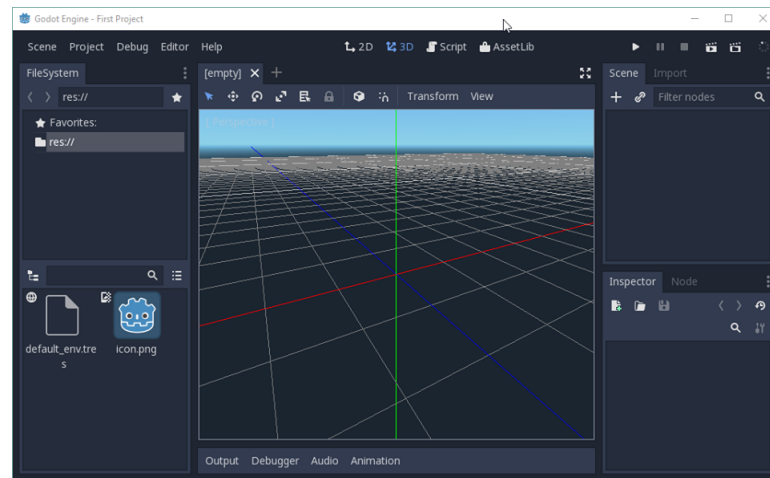 Godot Engine - First Project
Scene Project Debug Editor Help
2D 3D Script AssetLib
FileSystem
[empty]
Scene Import
res://
Transform View
Filter nodes
[ Perspective ]
Favorites:
res://
Inspector Node
default_env.tre
s
icon.png
Output Debugger Audio Animation